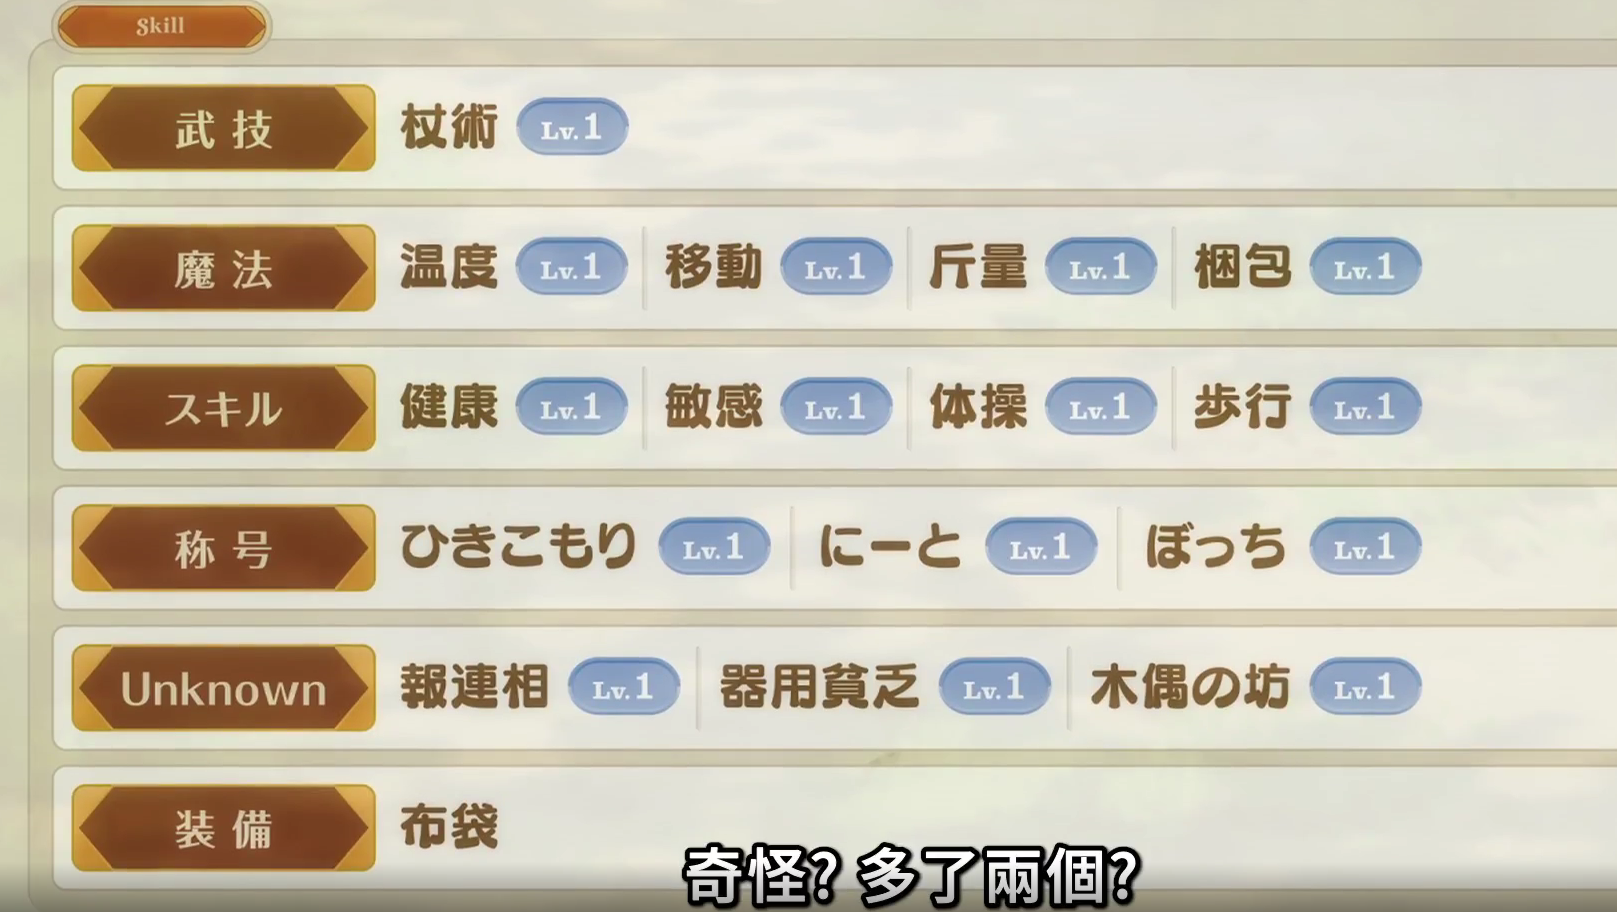 Skill
武技 杖術 Lv.1
魔法 温度 Lv.1 移動 Lv.1 斤量 Lv.1 梱包 Lv.1
スキル 健康 Lv.1 敏感 Lv.1 体操 Lv.1 歩行 Lv.1
称号 ひきこもり Lv.1 にーと Lv.1 ぼっち Lv.1
Unknown 報連相 Lv.1 器用貧乏 Lv.1 木偶の坊 Lv.1
装備 布袋
奇怪? 多了兩個?